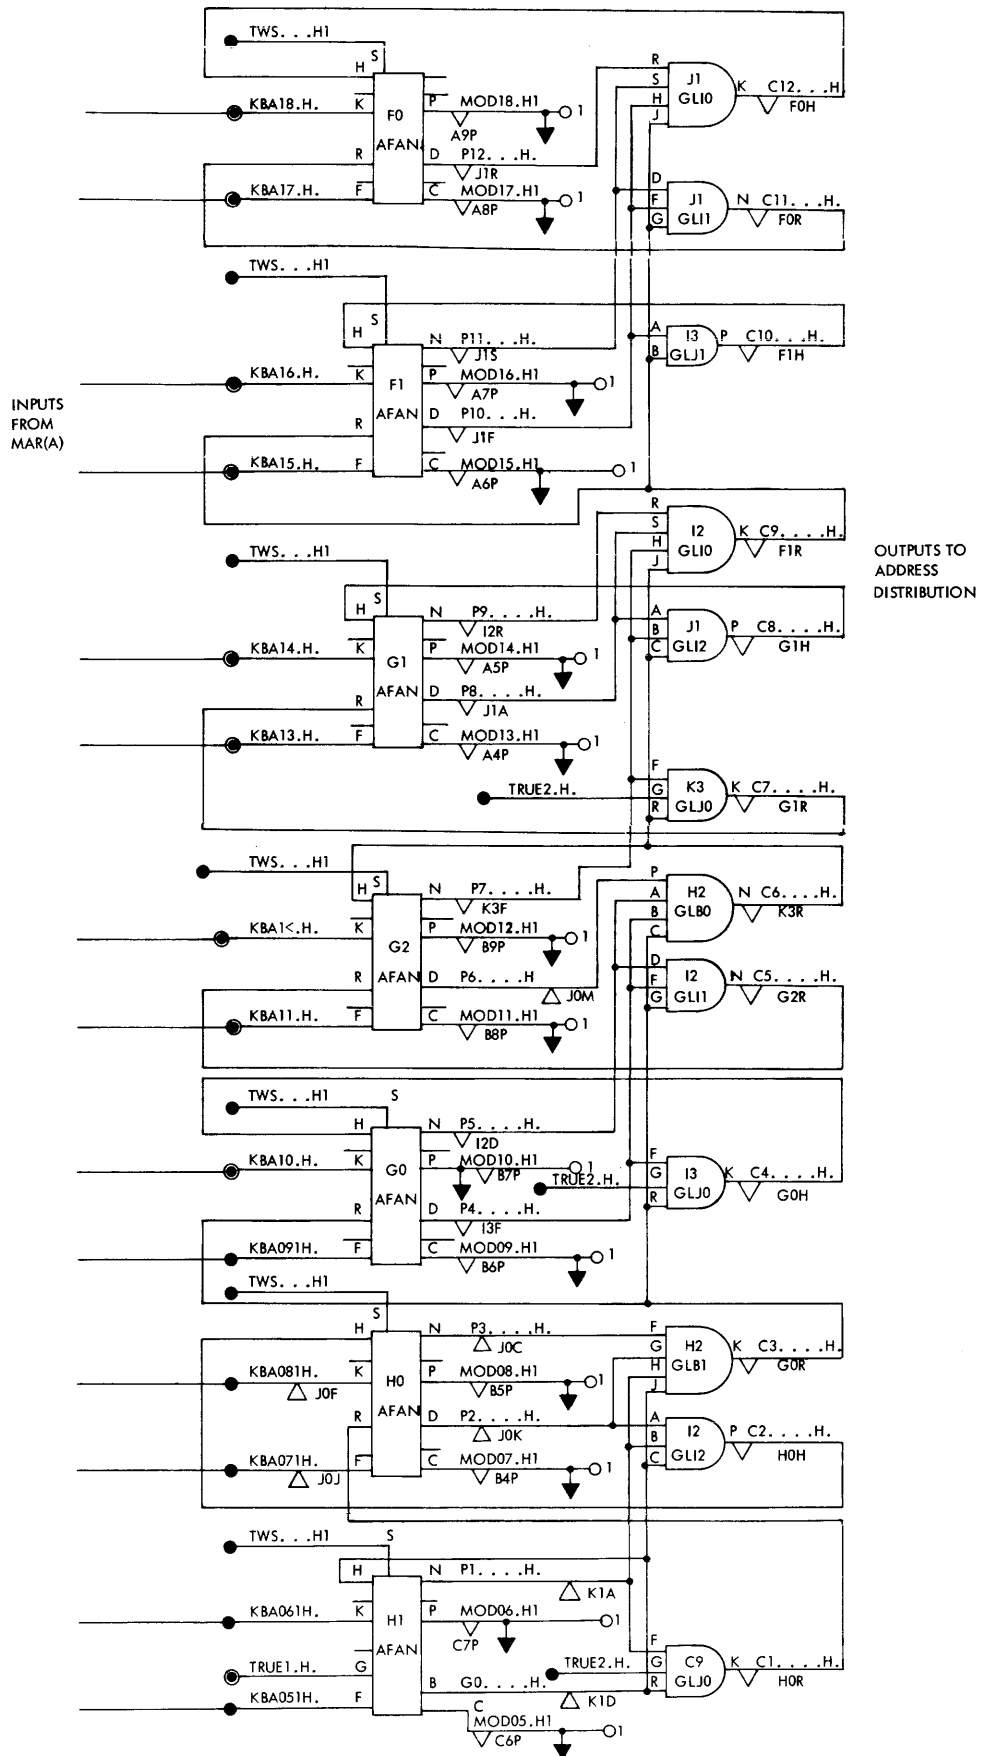 TWS. . .H1
S
H
R
J1
GLI0
K C12. . .H
F0H
S
H
J
KBA18.H.
K
F0
AFAN
P
MOD18.H1
1
A9P
R
D
P12. . . .H.
J1R
KBA17.H.
F
C
MOD17.H1
1
A8P
D
F
G
J1
GLI1
N C11. . .H.
F0R
TWS. . .H1
S
H
N
P11. . . .H.
J1S
A
B
I3
GLJ1
P C10. . .H.
F1H
KBA16.H.
K
F1
AFAN
P
MOD16.H1
1
A7P
INPUTS
FROM
MAR(A)
R
D
P10. . .H.
J1F
KBA15.H.
F
C
MOD15.H1
1
A6P
R
S
H
J
I2
GLI0
K C9. . . .H.
F1R
OUTPUTS TO
ADDRESS
DISTRIBUTION
TWS. . .H1
S
H
N
P9. . . .H.
I2R
A
B
C
J1
GLI2
P C8. . . .H.
G1H
KBA14.H.
K
G1
AFAN
P
MOD14.H1
1
A5P
R
D
P8. . . .H.
J1A
KBA13.H.
F
C
MOD13.H1
1
A4P
TRUE2.H.
F
G
R
K3
GLJ0
K C7. . . .H.
G1R
TWS. . .H1
S
H
N
P7. . . .H.
K3F
P
A
B
C
H2
GLB0
N C6. . . .H.
K3R
KBA1<.H.
K
G2
AFAN
P
MOD12.H1
1
B9P
R
D
P6. . . .H
J0M
D
F
G
I2
GLI1
N C5. . . .H.
G2R
KBA11.H.
F
C
MOD11.H1
1
B8P
TWS. . .H1
S
H
N
P5. . . .H.
I2D
KBA10.H.
K
G0
AFAN
P
MOD10.H1
1
B7P
TRUE2.H.
F
G
R
I3
GLJ0
K C4. . . .H.
G0H
R
D
P4. . . .H.
I3F
KBA091H.
F
C
MOD09.H1
1
B6P
TWS. . .H1
S
H
N
P3. . . .H.
J0C
F
G
H
J
H2
GLB1
K C3. . . .H.
G0R
KBA081H.
J0F
K
H0
AFAN
P
MOD08.H1
1
B5P
R
D
P2. . . .H.
J0K
A
B
C
I2
GLI2
P C2. . . .H.
H0H
KBA071H.
J0J
F
C
MOD07.H1
1
B4P
TWS. . .H1
S
H
N
P1. . . .H.
K1A
KBA061H.
K
H1
AFAN
P
MOD06.H1
1
C7P
TRUE1.H.
G
TRUE2.H.
F
G
R
C9
GLJ0
K C1. . . .H.
H0R
B
G0. . . .H.
K1D
KBA051H.
F
C
MOD05.H1
1
C6P